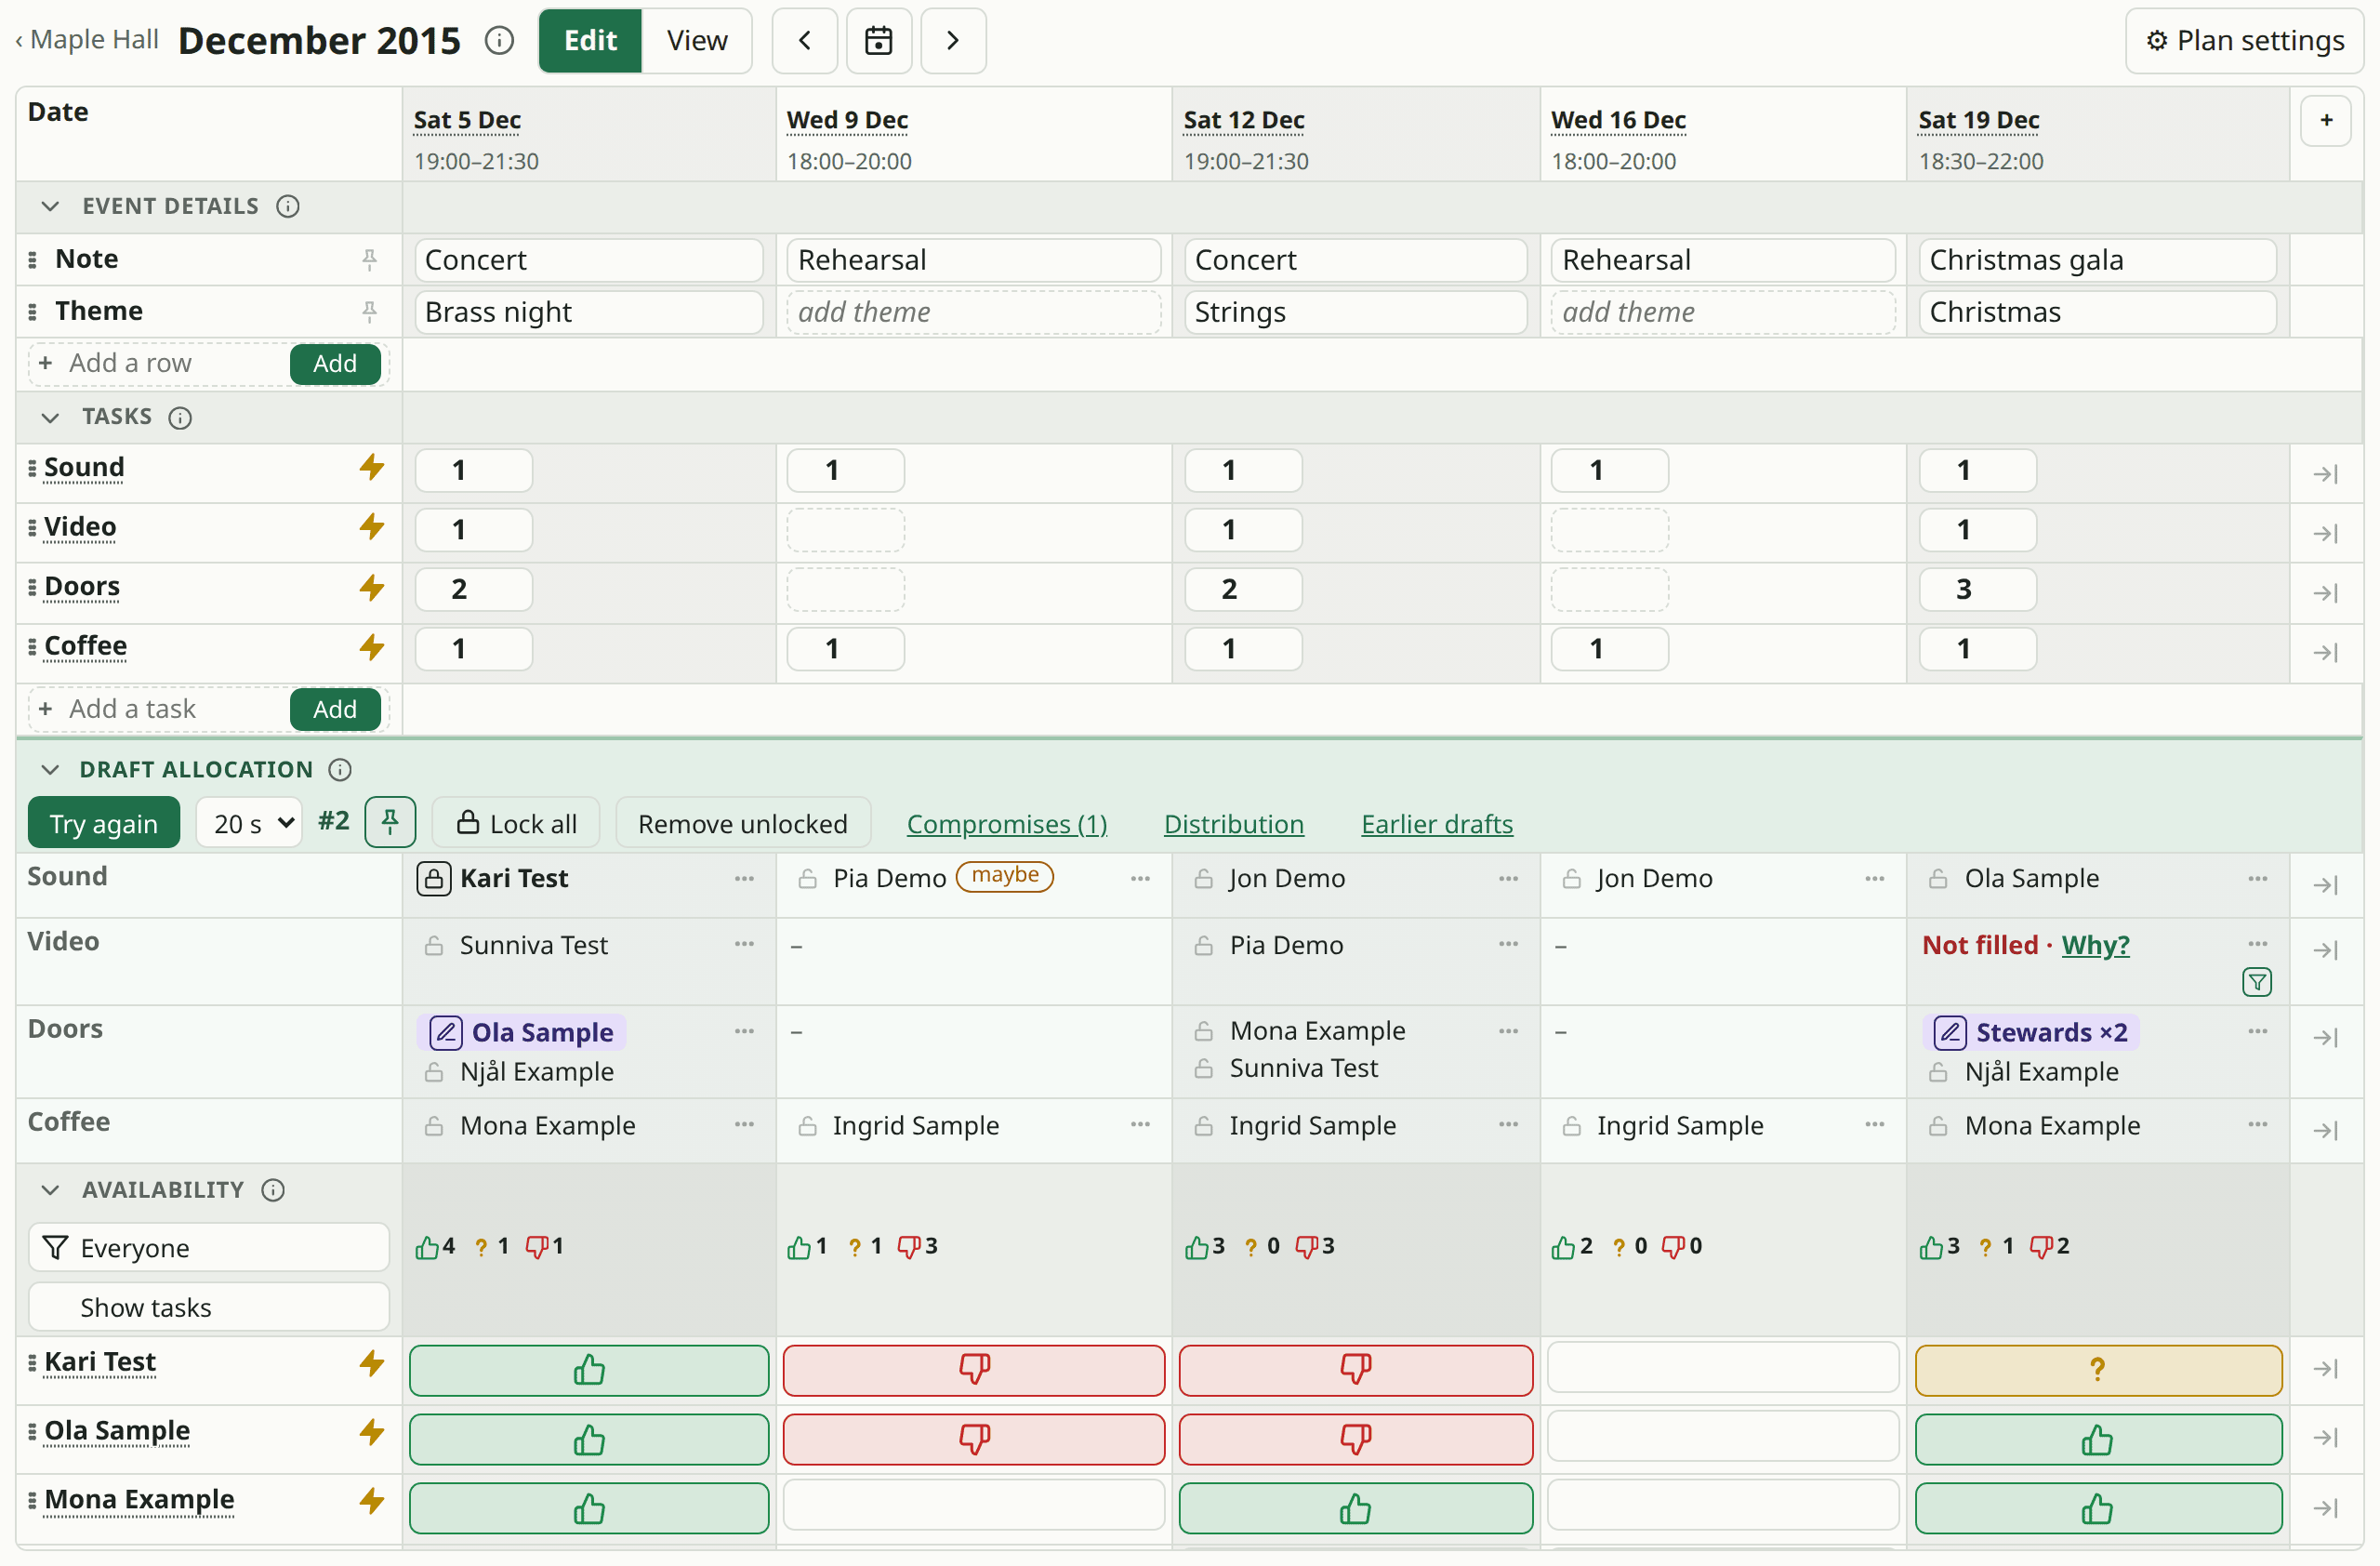 ‹ Maple Hall December 2015 Edit View ⚙ Plan settings
Date Sat 5 Dec Wed 9 Dec Sat 12 Dec Wed 16 Dec Sat 19 Dec +
19:00–21:30 18:00–20:00 19:00–21:30 18:00–20:00 18:30–22:00
EVENT DETAILS
Note Concert Rehearsal Concert Rehearsal Christmas gala
Theme Brass night add theme Strings add theme Christmas
+ Add a row Add
TASKS
Sound 1 1 1 1 1
Video 1 1 1
Doors 2 2 3
Coffee 1 1 1 1 1
+ Add a task Add
DRAFT ALLOCATION
Try again 20 s #2 Lock all Remove unlocked Compromises (1) Distribution Earlier drafts
Sound Kari Test Pia Demo maybe Jon Demo Jon Demo Ola Sample
Video Sunniva Test – Pia Demo – Not filled · Why?
Doors Ola Sample – Mona Example – Stewards ×2
Njål Example Sunniva Test Njål Example
Coffee Mona Example Ingrid Sample Ingrid Sample Ingrid Sample Mona Example
AVAILABILITY
Everyone 4 ? 1 1 1 ? 1 3 3 ? 0 3 2 ? 0 0 3 ? 1 2
Show tasks
Kari Test ?
Ola Sample
Mona Example